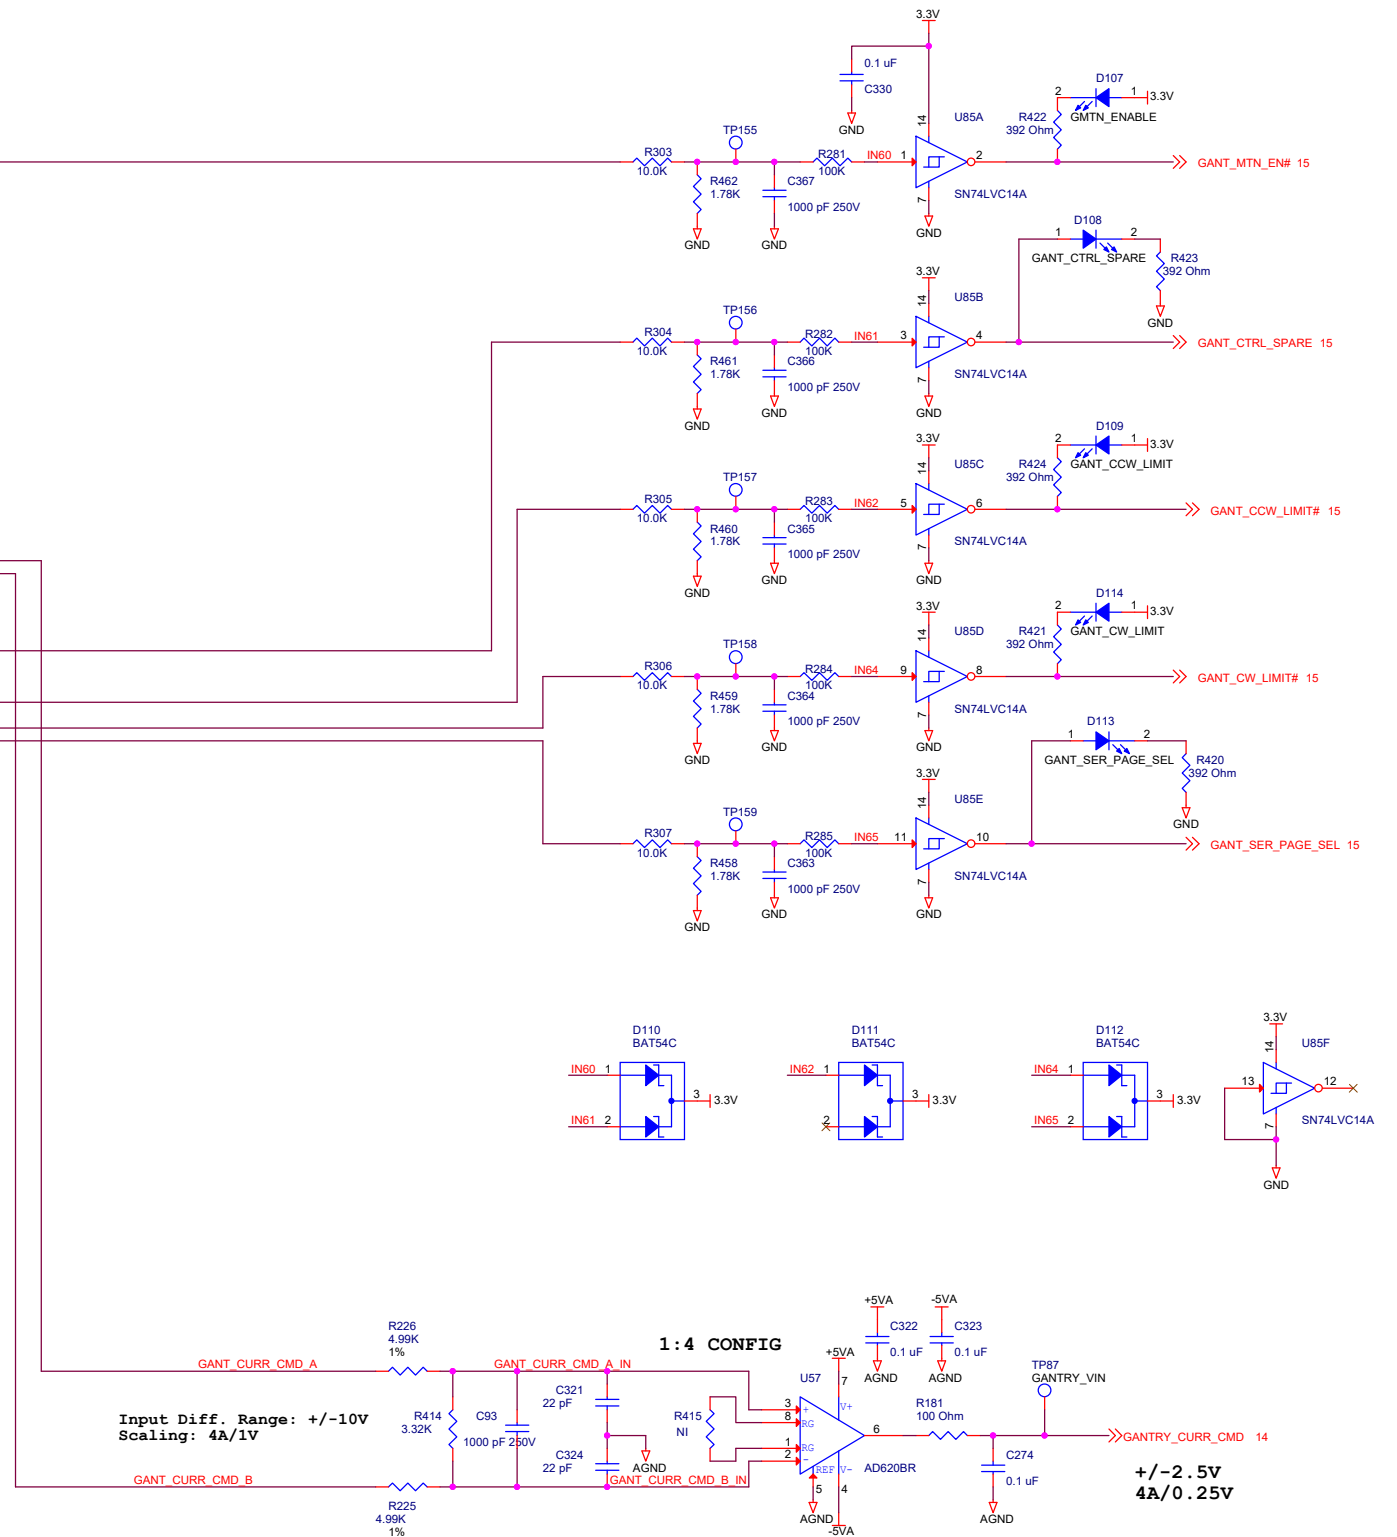 3.3V
0.1 uF
C330
GND
14
U85A
D107
2
1
3.3V
R422
392 Ohm
GMTN_ENABLE
TP155
R303
10.0K
R281
100K
IN60
1
2
GANT_MTN_EN# 15
R462
1.78K
C367
1000 pF 250V
7
SN74LVC14A
GND
GND
GND
D108
1
2
GANT_CTRL_SPARE
R423
392 Ohm
GND
3.3V
14
U85B
TP156
R304
10.0K
R282
100K
IN61
3
4
GANT_CTRL_SPARE 15
R461
1.78K
C366
1000 pF 250V
7
SN74LVC14A
GND
GND
GND
D109
2
1
3.3V
R424
392 Ohm
GANT_CCW_LIMIT
3.3V
14
U85C
TP157
R305
10.0K
R283
100K
IN62
5
6
GANT_CCW_LIMIT# 15
R460
1.78K
C365
1000 pF 250V
7
SN74LVC14A
GND
GND
GND
D114
2
1
3.3V
R421
392 Ohm
GANT_CW_LIMIT
3.3V
14
U85D
TP158
R306
10.0K
R284
100K
IN64
9
8
GANT_CW_LIMIT# 15
R459
1.78K
C364
1000 pF 250V
7
SN74LVC14A
GND
GND
GND
D113
1
2
GANT_SER_PAGE_SEL
R420
392 Ohm
GND
3.3V
14
U85E
TP159
R307
10.0K
R285
100K
IN65
11
10
GANT_SER_PAGE_SEL 15
R458
1.78K
C363
1000 pF 250V
7
SN74LVC14A
GND
GND
GND
D110
BAT54C
IN60 1
IN61 2
3
3.3V
D111
BAT54C
IN62 1
2
3
3.3V
D112
BAT54C
IN64 1
IN65 2
3
3.3V
3.3V
14
U85F
13
12
7
SN74LVC14A
GND
R226
4.99K
1%
GANT_CURR_CMD_A
GANT_CURR_CMD_A_IN
1:4 CONFIG
+5VA
C322
0.1 uF
AGND
-5VA
C323
0.1 uF
AGND
+5VA
7
U57
Input Diff. Range: +/-10V
Scaling: 4A/1V
R414
3.32K
C93
1000 pF 250V
C321
22 pF
C324
22 pF
AGND
R415
NI
3
8
1
2
+
RG
RG
-
V+
REF
V-
6
5
4
AD620BR
AGND
-5VA
R181
100 Ohm
TP87
GANTRY_VIN
GANTRY_CURR_CMD 14
C274
0.1 uF
AGND
+/-2.5V
4A/0.25V
GANT_CURR_CMD_B
GANT_CURR_CMD_B_IN
R225
4.99K
1%